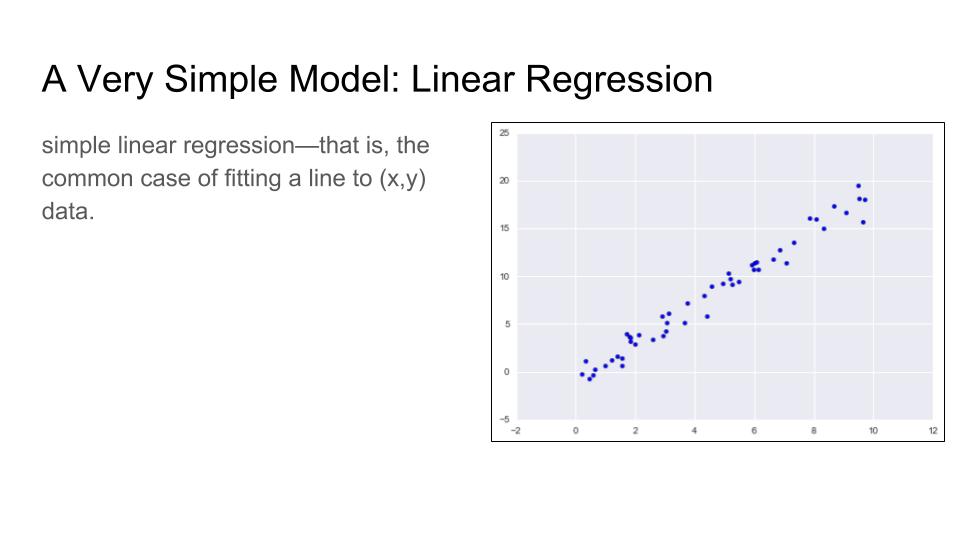 A Very Simple Model: Linear Regression
simple linear regression—that is, the
common case of fitting a line to (x,y)
data.
25
20
15
10
5
0
−5
−2 0 2 4 6 8 10 12